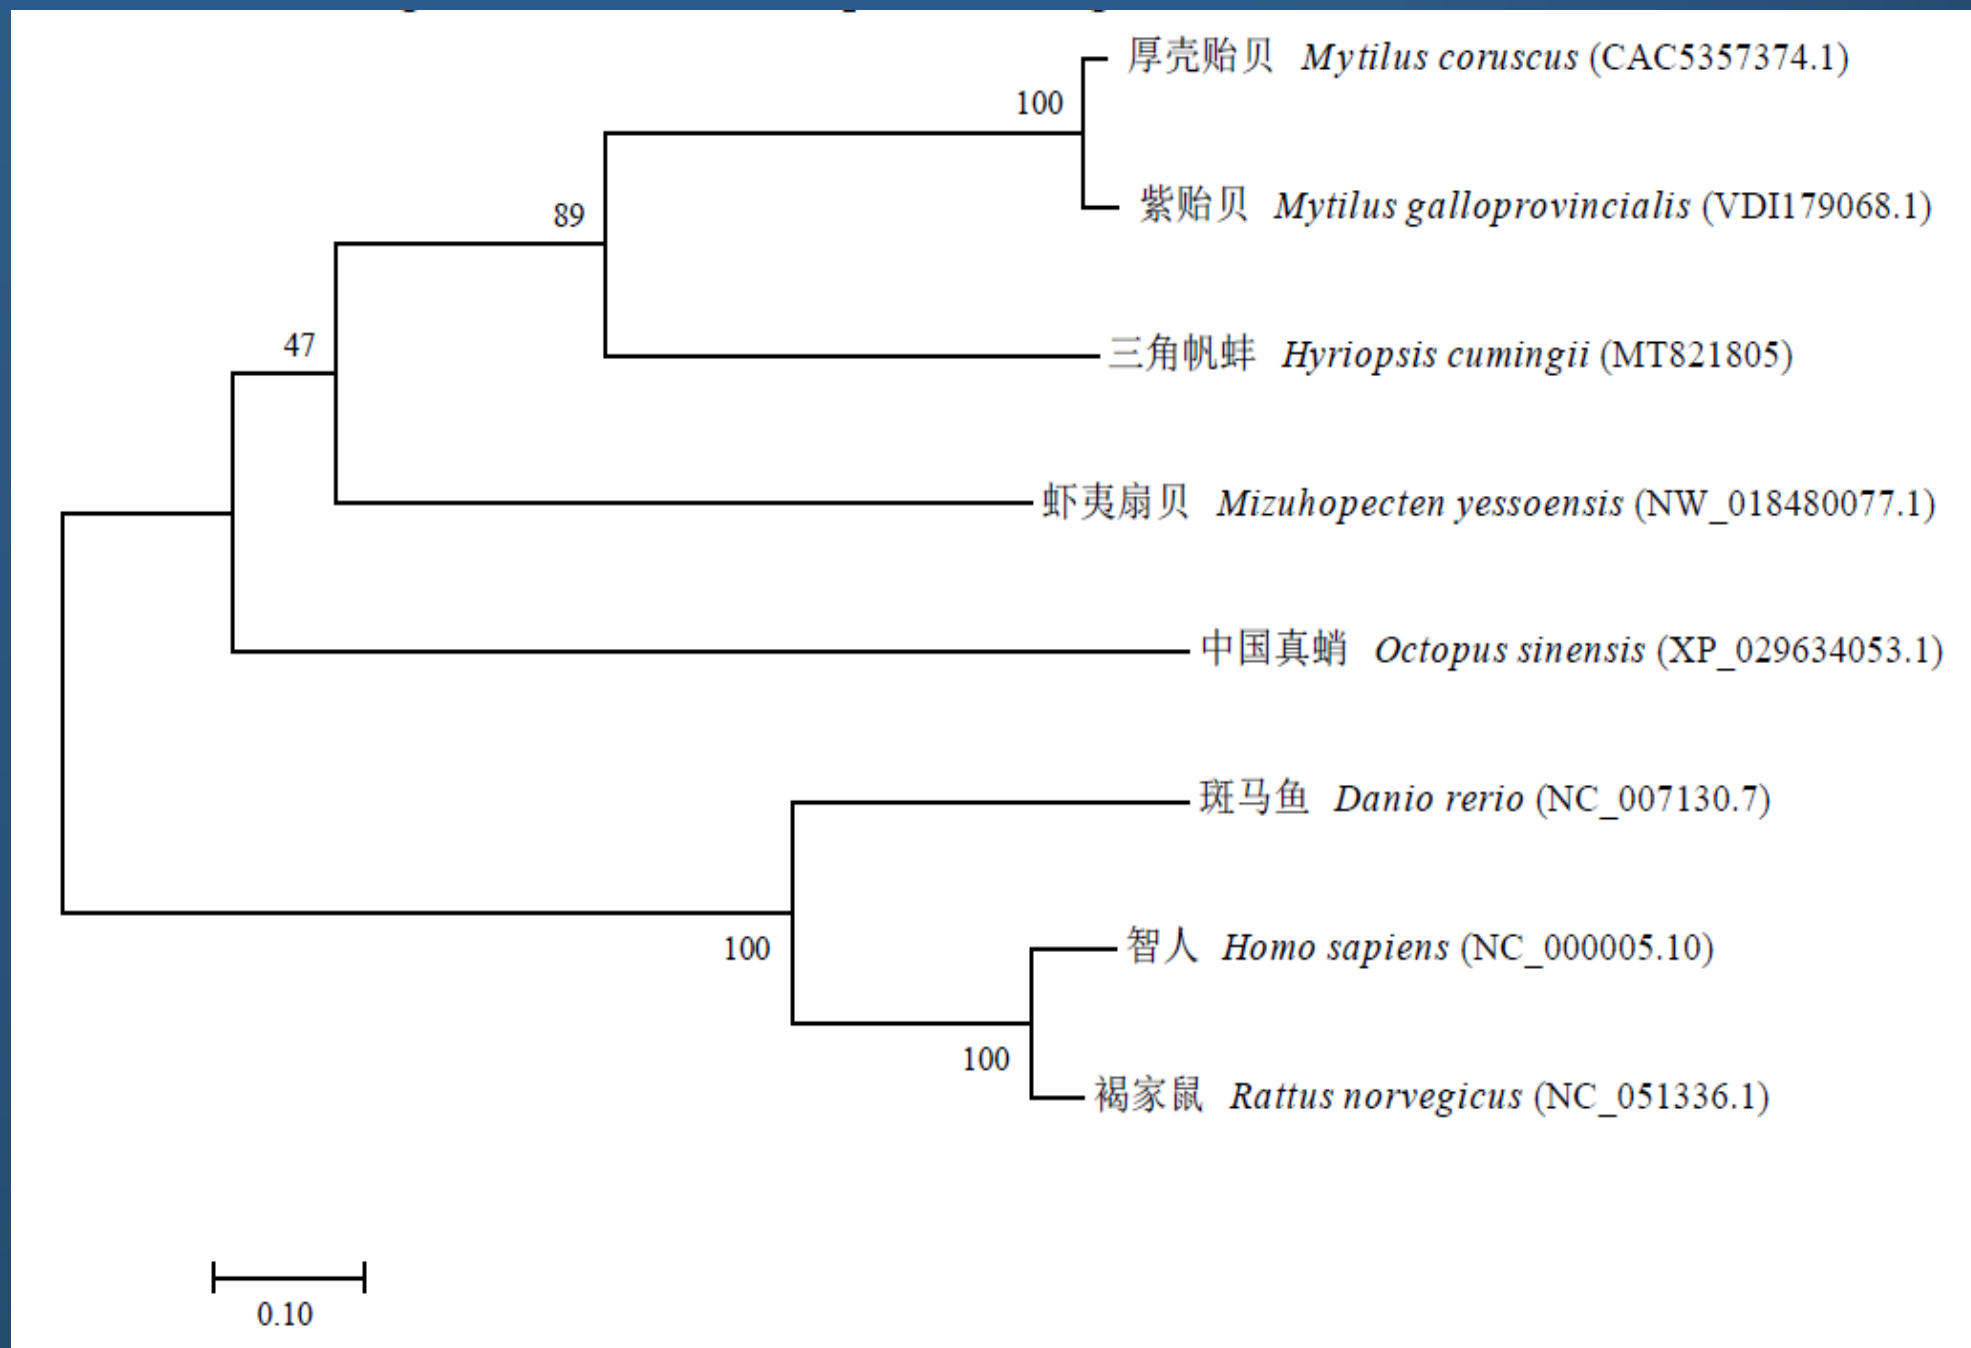 厚壳贻贝 Mytilus coruscus (CAC5357374.1)
100
紫贻贝 Mytilus galloprovincialis (VDI179068.1)
89
47
三角帆蚌 Hyriopsis cumingii (MT821805)
虾夷扇贝 Mizuhopecten yessoensis (NW_018480077.1)
中国真蛸 Octopus sinensis (XP_029634053.1)
斑马鱼 Danio rerio (NC_007130.7)
100
智人 Homo sapiens (NC_000005.10)
100
褐家鼠 Rattus norvegicus (NC_051336.1)
0.10